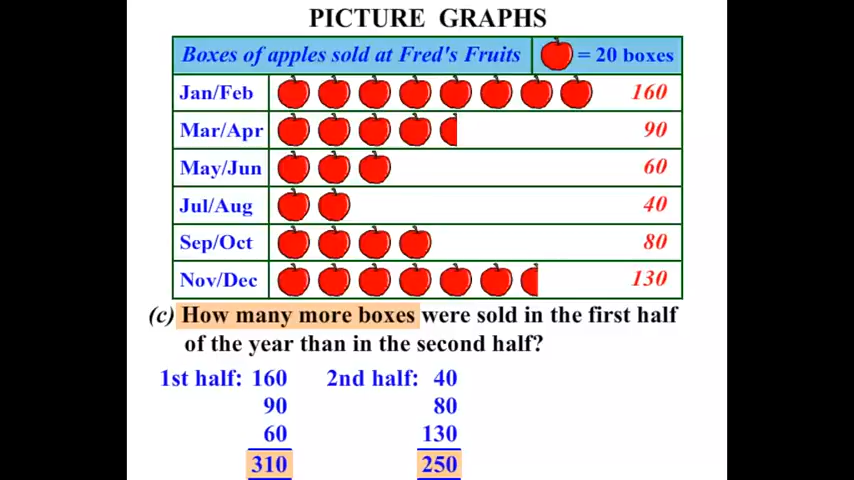 PICTURE GRAPHS
Boxes of apples sold at Fred's Fruits = 20 boxes
Jan/Feb 160
Mar/Apr 90
May/Jun 60
Jul/Aug 40
Sep/Oct 80
Nov/Dec 130
(c) How many more boxes were sold in the first half
of the year than in the second half?
1st half: 160 2nd half: 40
90 80
60 130
310 250